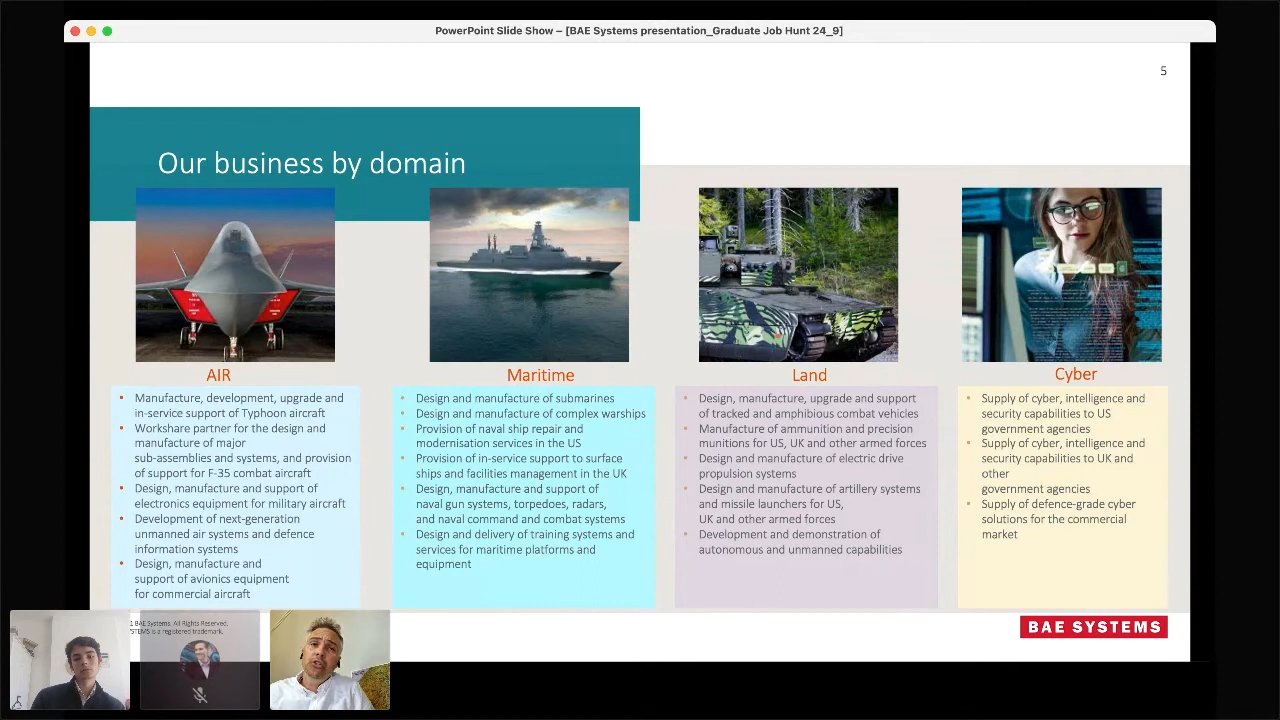 PowerPoint Slide Show – [BAE Systems presentation_Graduate Job Hunt 24_9]
5
Our business by domain
AIR
Manufacture, development, upgrade and
in-service support of Typhoon aircraft
Workshare partner for the design and
manufacture of major
sub-assemblies and systems, and provision
of support for F-35 combat aircraft
Design, manufacture and support of
electronics equipment for military aircraft
Development of next-generation
unmanned air systems and defence
information systems
Design, manufacture and
support of avionics equipment
for commercial aircraft
Maritime
Design and manufacture of submarines
Design and manufacture of complex warships
Provision of naval ship repair and
modernisation services in the US
Provision of in-service support to surface
ships and facilities management in the UK
Design, manufacture and support of
naval gun systems, torpedoes, radars,
and naval command and combat systems
Design and delivery of training systems and
services for maritime platforms and
equipment
Land
Design, manufacture, upgrade and support
of tracked and amphibious combat vehicles
Manufacture of ammunition and precision
munitions for US, UK and other armed forces
Design and manufacture of electric drive
propulsion systems
Design and manufacture of artillery systems
and missile launchers for US,
UK and other armed forces
Development and demonstration of
autonomous and unmanned capabilities
Cyber
Supply of cyber, intelligence and
security capabilities to US
government agencies
Supply of cyber, intelligence and
security capabilities to UK and
other
government agencies
Supply of defence-grade cyber
solutions for the commercial
market
1 BAE Systems. All Rights Reserved.
YSTEMS is a registered trademark.
BAE SYSTEMS